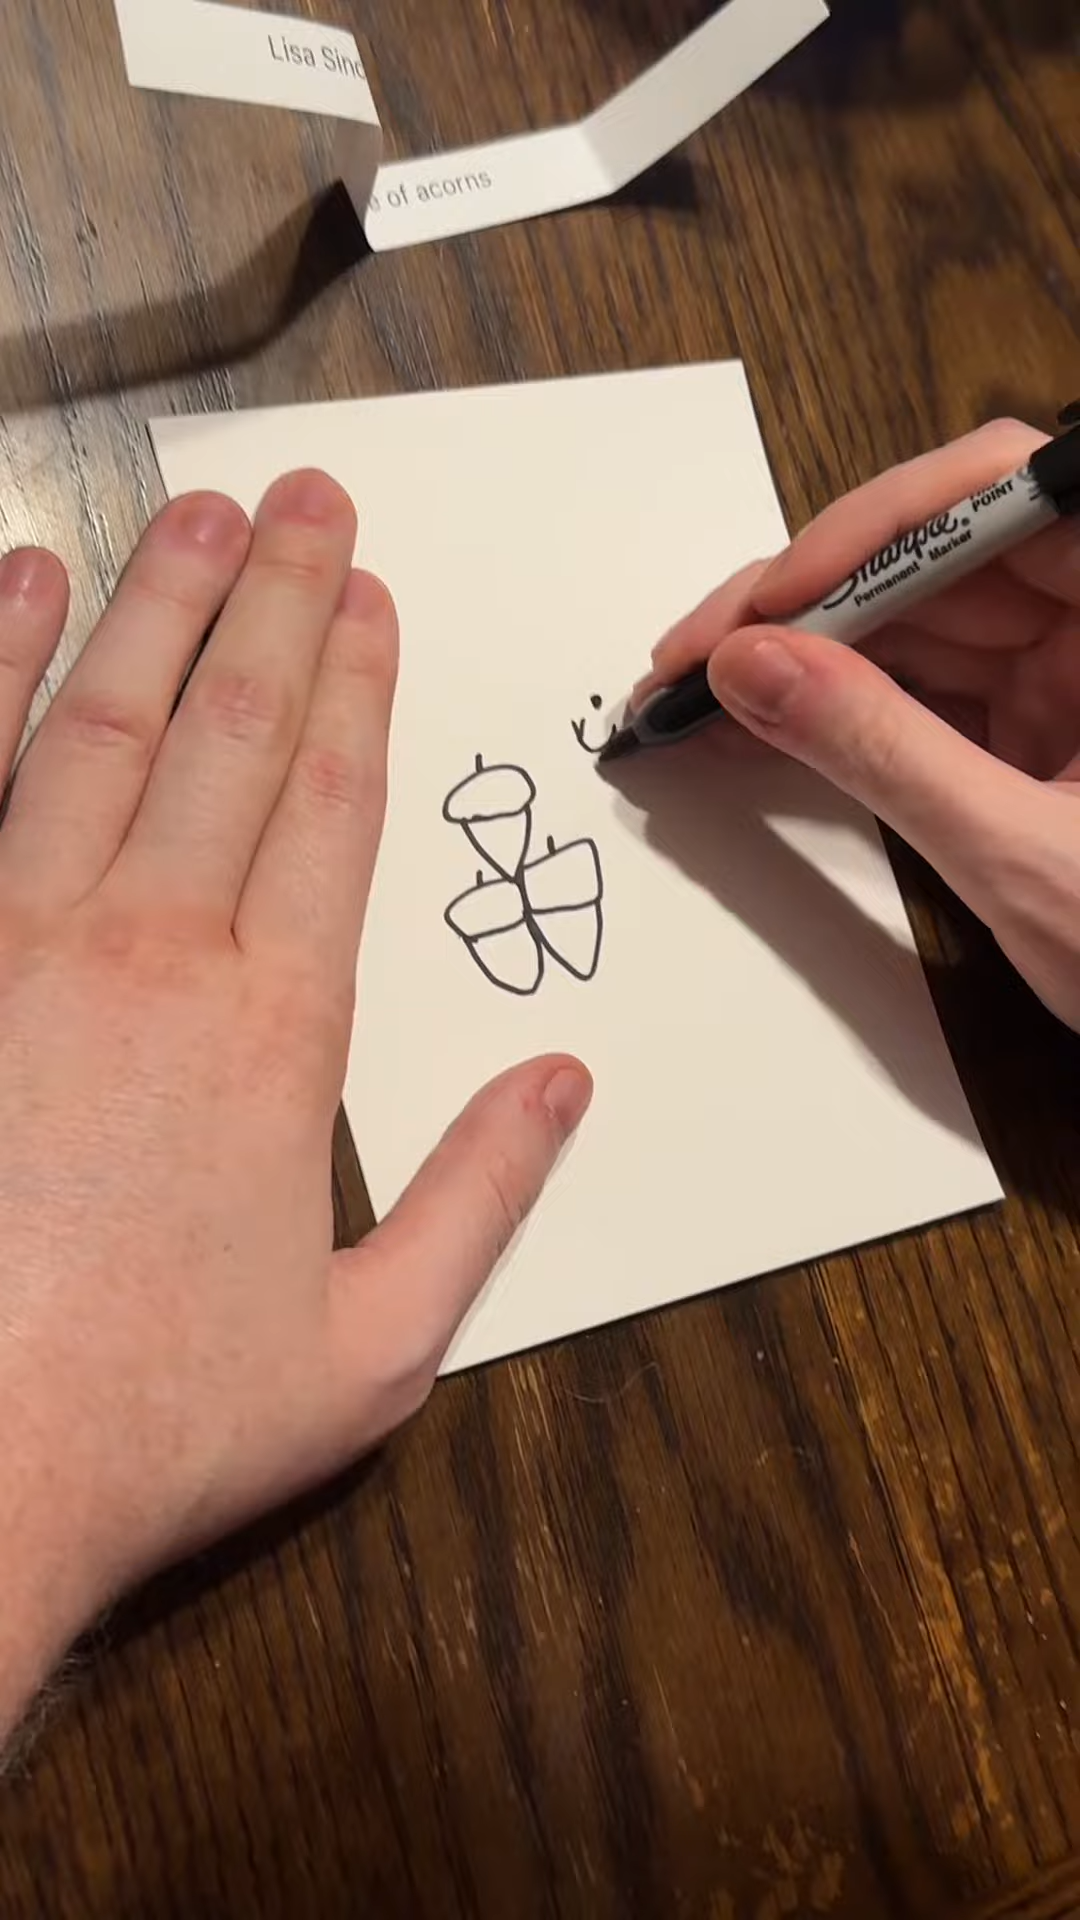 Lisa Sinc
e of acorns
Sharpie.
FINE POINT
Permanent Marker